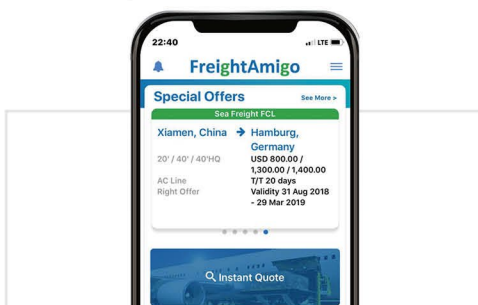 22:40
LTE
FreightAmigo
Special Offers
See More >
Sea Freight FCL
Xiamen, China → Hamburg,
Germany
20' / 40' / 40'HQ USD 800.00 /
1,300.00 / 1,400.00
AC Line T/T 20 days
Right Offer Validity 31 Aug 2018
- 29 Mar 2019
Instant Quote